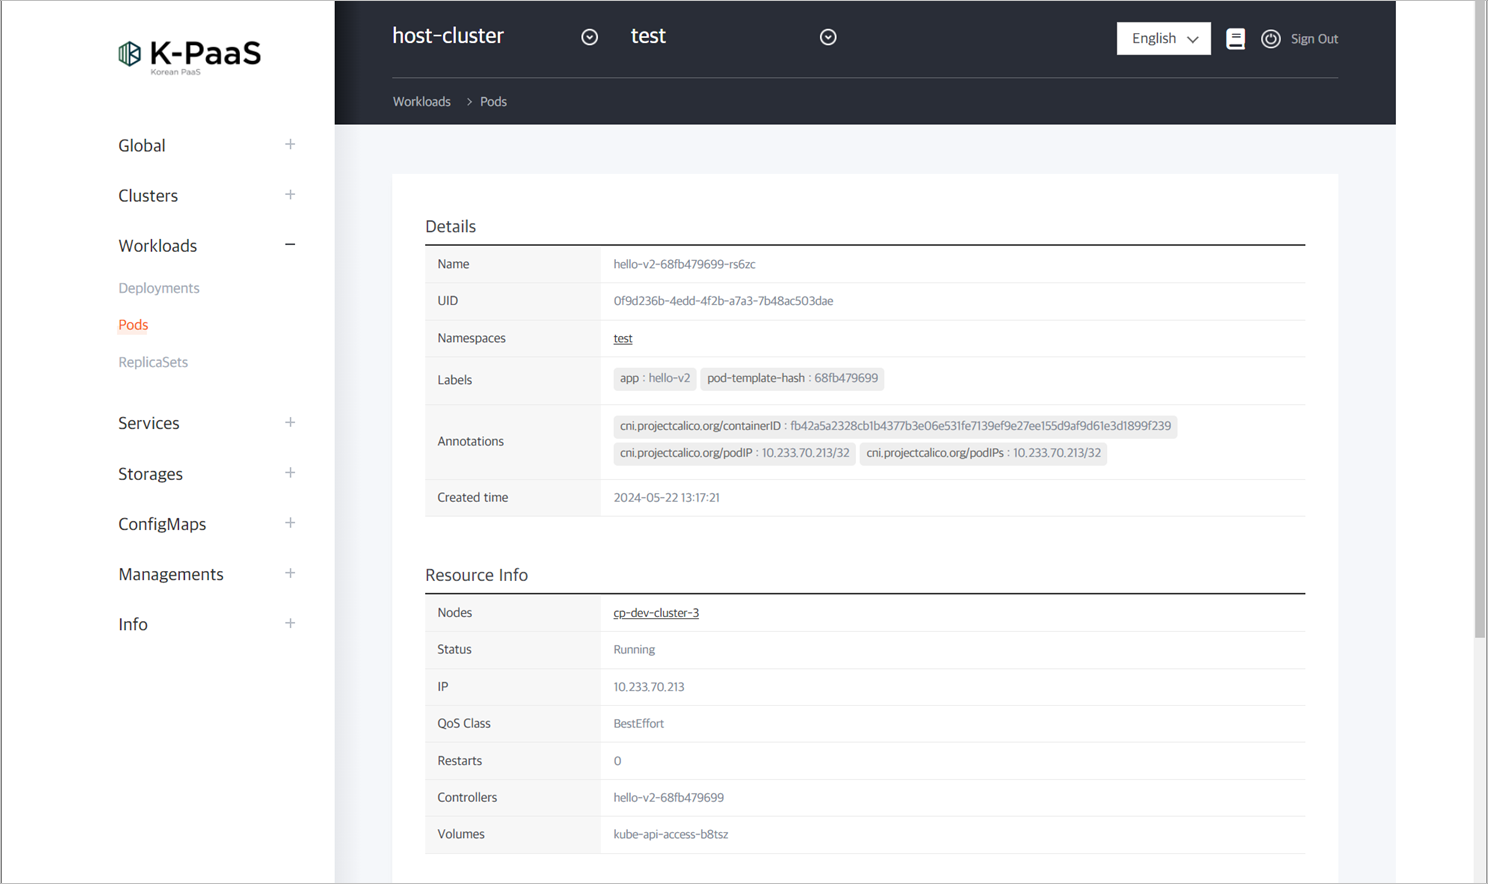 K-PaaS
Korean PaaS
host-cluster
test
English
Sign Out
Workloads > Pods
Global
Clusters
Workloads
Deployments
Pods
ReplicaSets
Services
Storages
ConfigMaps
Managements
Info
Details
Name hello-v2-68fb479699-rs6zc
UID 0f9d236b-4edd-4f2b-a7a3-7b48ac503dae
Namespaces test
Labels app : hello-v2 pod-template-hash : 68fb479699
Annotations cni.projectcalico.org/containerID : fb42a5a2328cb1b4377b3e06e531fe7139ef9e27ee155d9af9d61e3d1899f239
cni.projectcalico.org/podIP : 10.233.70.213/32 cni.projectcalico.org/podIPs : 10.233.70.213/32
Created time 2024-05-22 13:17:21
Resource Info
Nodes cp-dev-cluster-3
Status Running
IP 10.233.70.213
QoS Class BestEffort
Restarts 0
Controllers hello-v2-68fb479699
Volumes kube-api-access-b8tsz